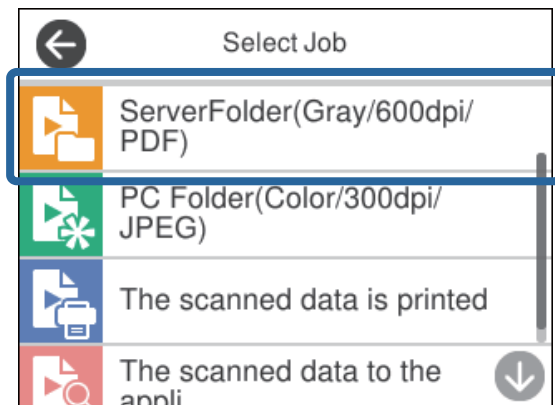 Select Job
ServerFolder(Gray/600dpi/
PDF)
PC Folder(Color/300dpi/
JPEG)
The scanned data is printed
The scanned data to the
appli...